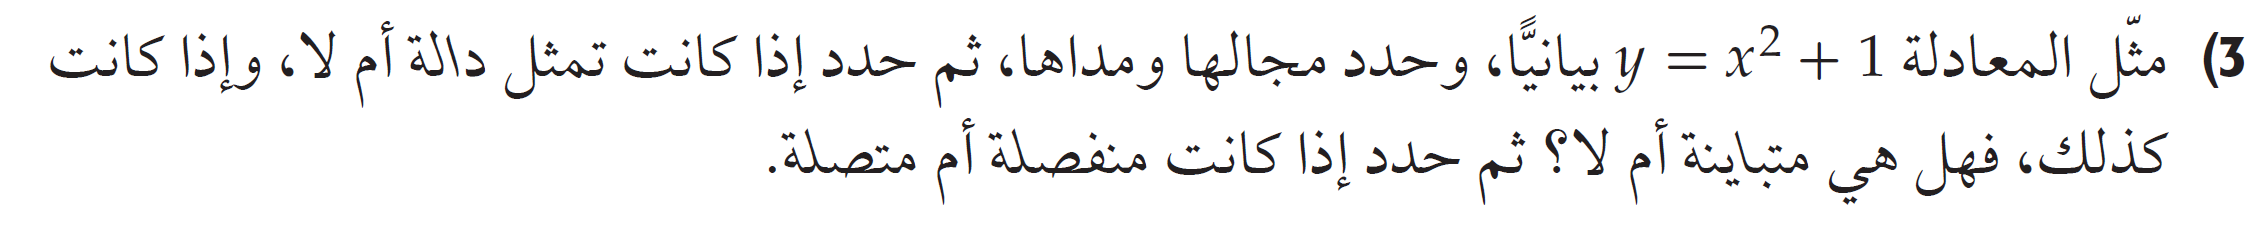 3) مثّل المعادلة y = x² + 1 بيانيًّا، وحدد مجالها ومداها، ثم حدد إذا كانت تمثل دالة أم لا، وإذا كانت
كذلك، فهل هي متباينة أم لا؟ ثم حدد إذا كانت منفصلة أم متصلة.